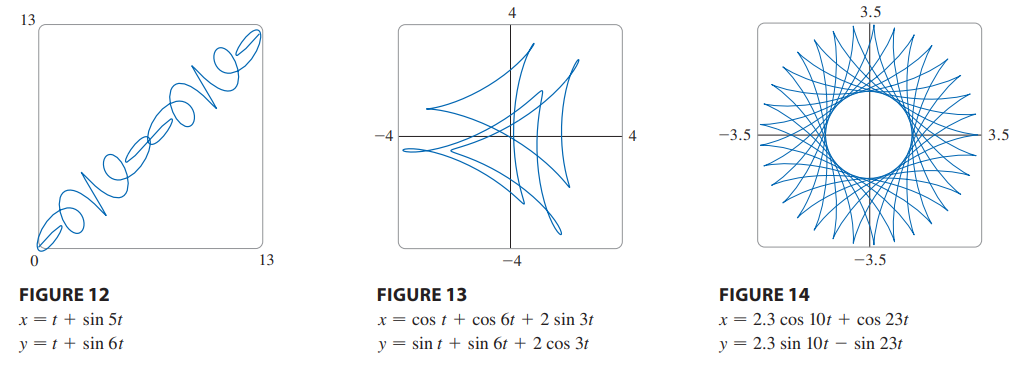 13
0
13
FIGURE 12
x = t + sin 5t
y = t + sin 6t
4
−4
4
−4
FIGURE 13
x = cos t + cos 6t + 2 sin 3t
y = sin t + sin 6t + 2 cos 3t
3.5
−3.5
3.5
−3.5
FIGURE 14
x = 2.3 cos 10t + cos 23t
y = 2.3 sin 10t − sin 23t